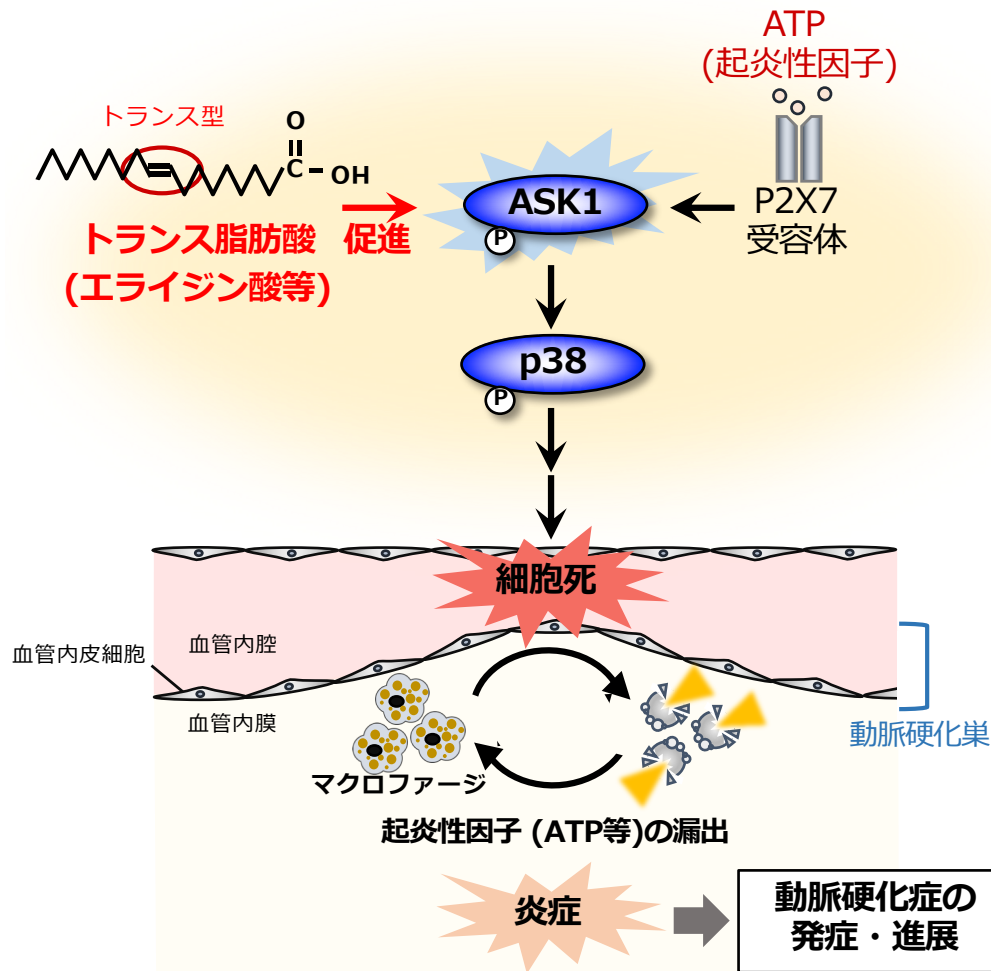 ATP
(起炎性因子)
トランス型
O
C
OH
ASK1
P
P2X7
受容体
トランス脂肪酸 促進
(エライジン酸等)
p38
P
細胞死
血管内皮細胞
血管内腔
血管内膜
動脈硬化巣
マクロファージ
起炎性因子 (ATP等)の漏出
炎症
動脈硬化症の
発症・進展